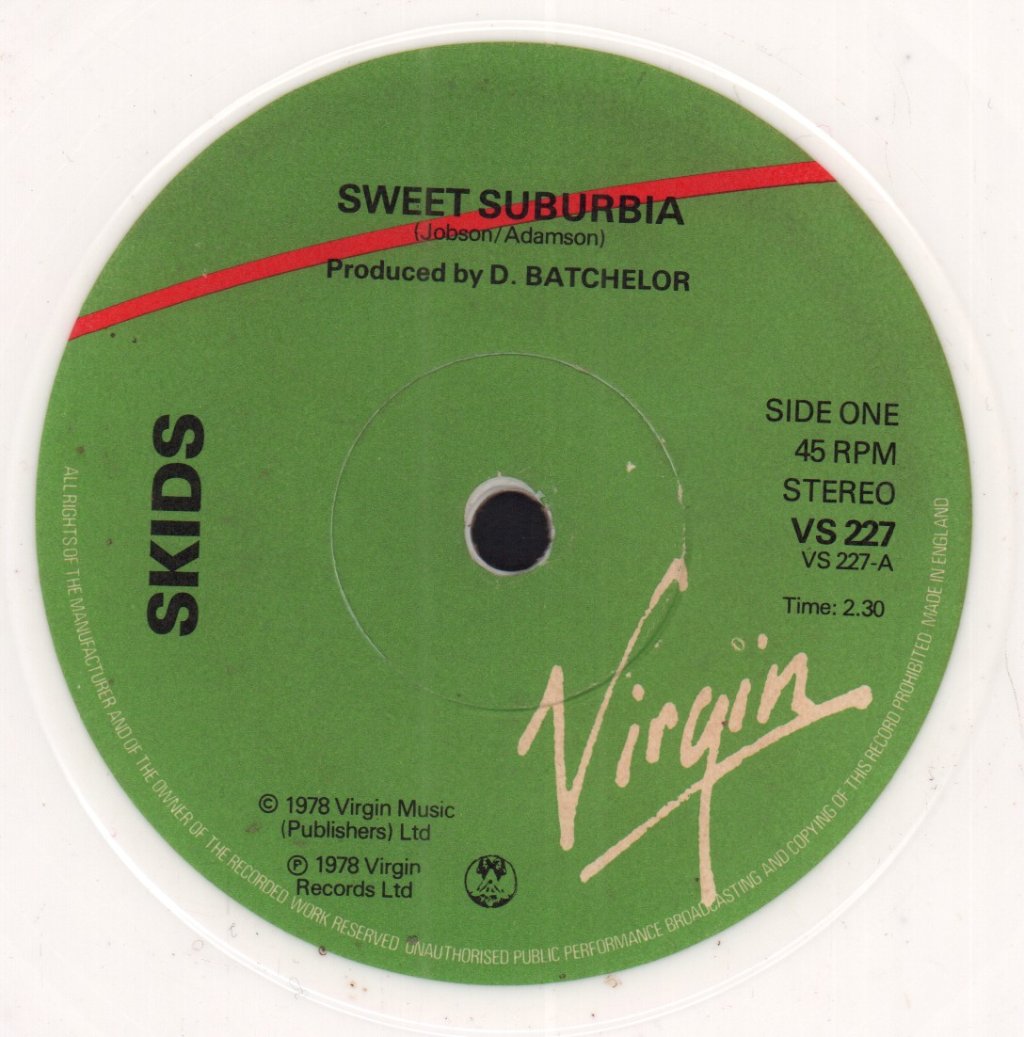 SWEET SUBURBIA
(Jobson/Adamson)
Produced by D. BATCHELOR
SKIDS
SIDE ONE
45 RPM
STEREO
VS 227
VS 227-A
Time: 2.30
Virgin
© 1978 Virgin Music
(Publishers) Ltd
℗ 1978 Virgin
Records Ltd
ALL RIGHTS OF THE MANUFACTURER AND OF THE OWNER OF THE RECORDED WORK RESERVED UNAUTHORISED PUBLIC PERFORMANCE BROADCASTING AND COPYING OF THIS RECORD PROHIBITED MADE IN ENGLAND